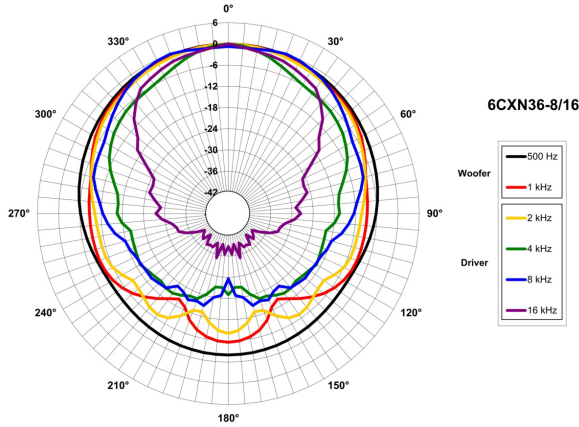 0°
6
330°
0
30°
-6
-12
300°
-18
60°
6CXN36-8/16
-24
-30
-36
-42
270°
90°
240°
120°
210°
150°
180°
Woofer
500 Hz
1 kHz
Driver
2 kHz
4 kHz
8 kHz
16 kHz